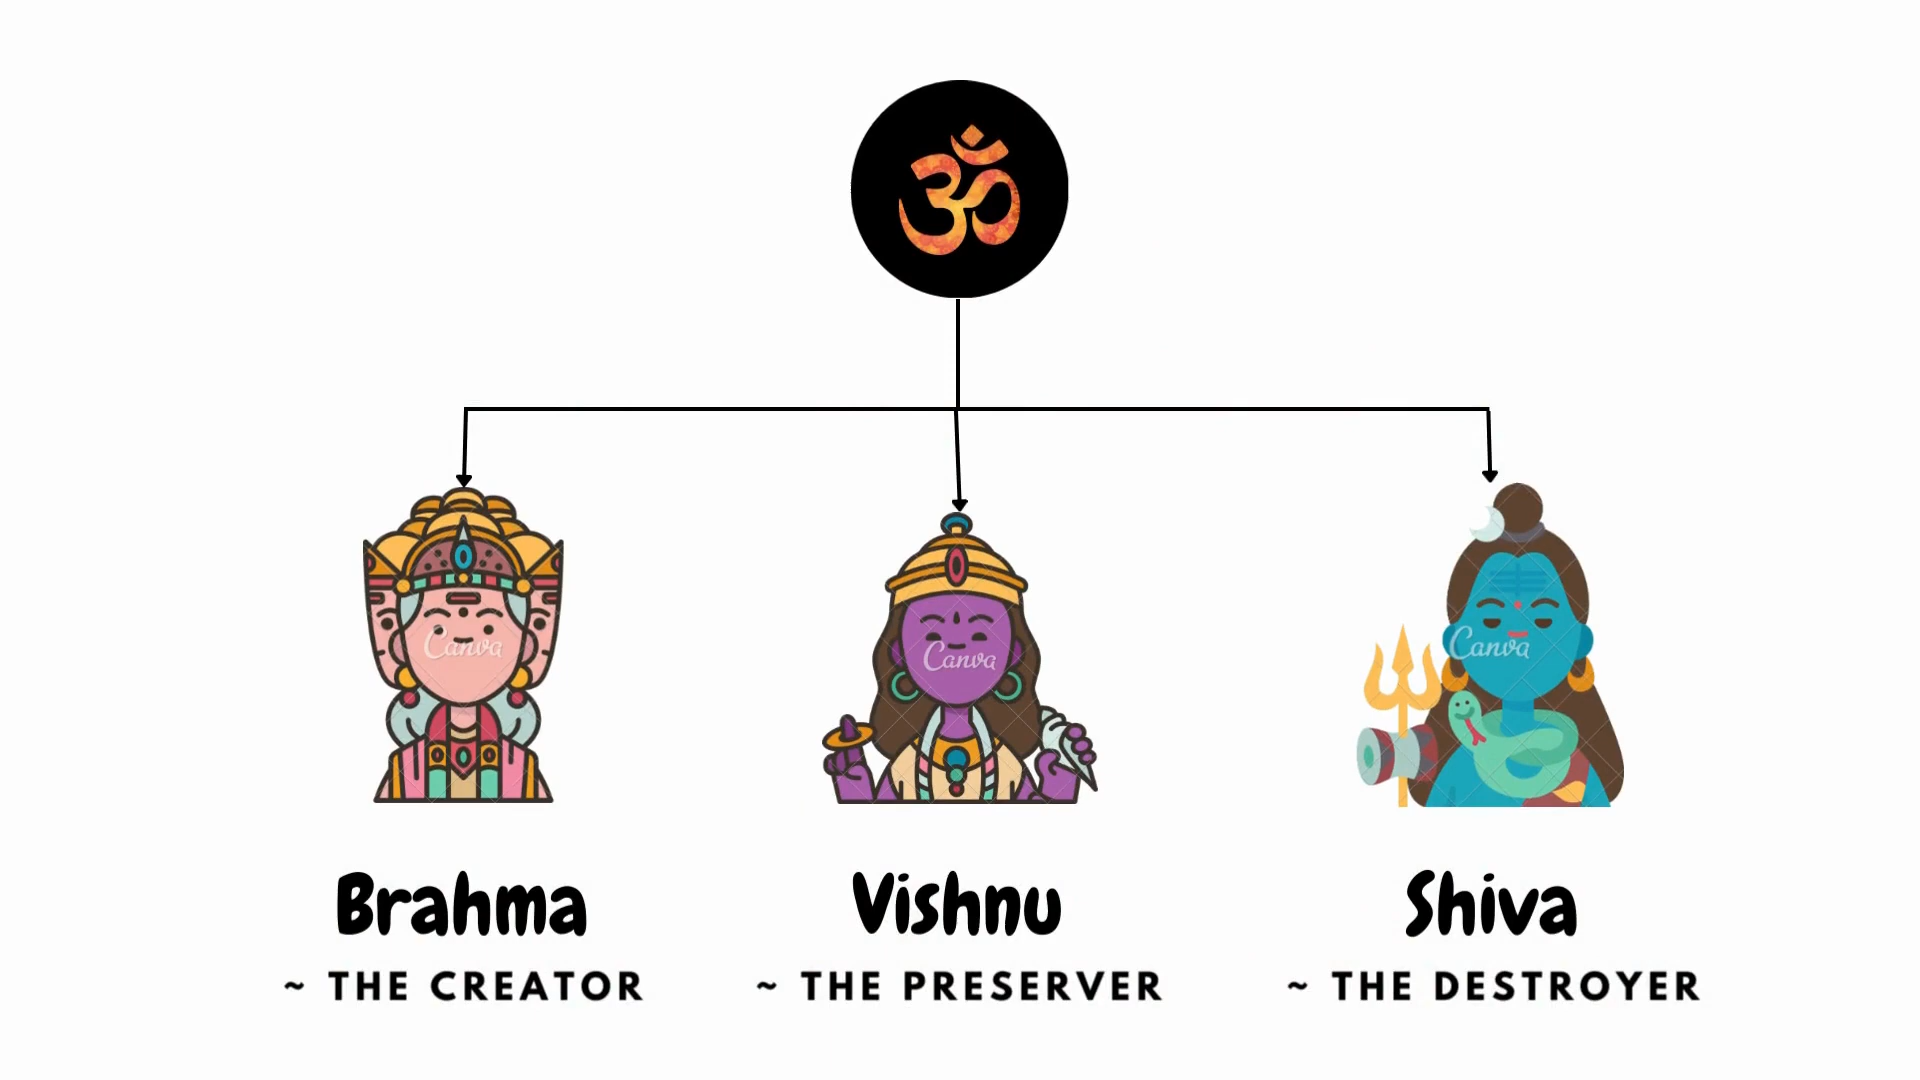 ॐ
Canva
Canva
Canva
Brahma
Vishnu
Shiva
~ THE CREATOR
~ THE PRESERVER
~ THE DESTROYER